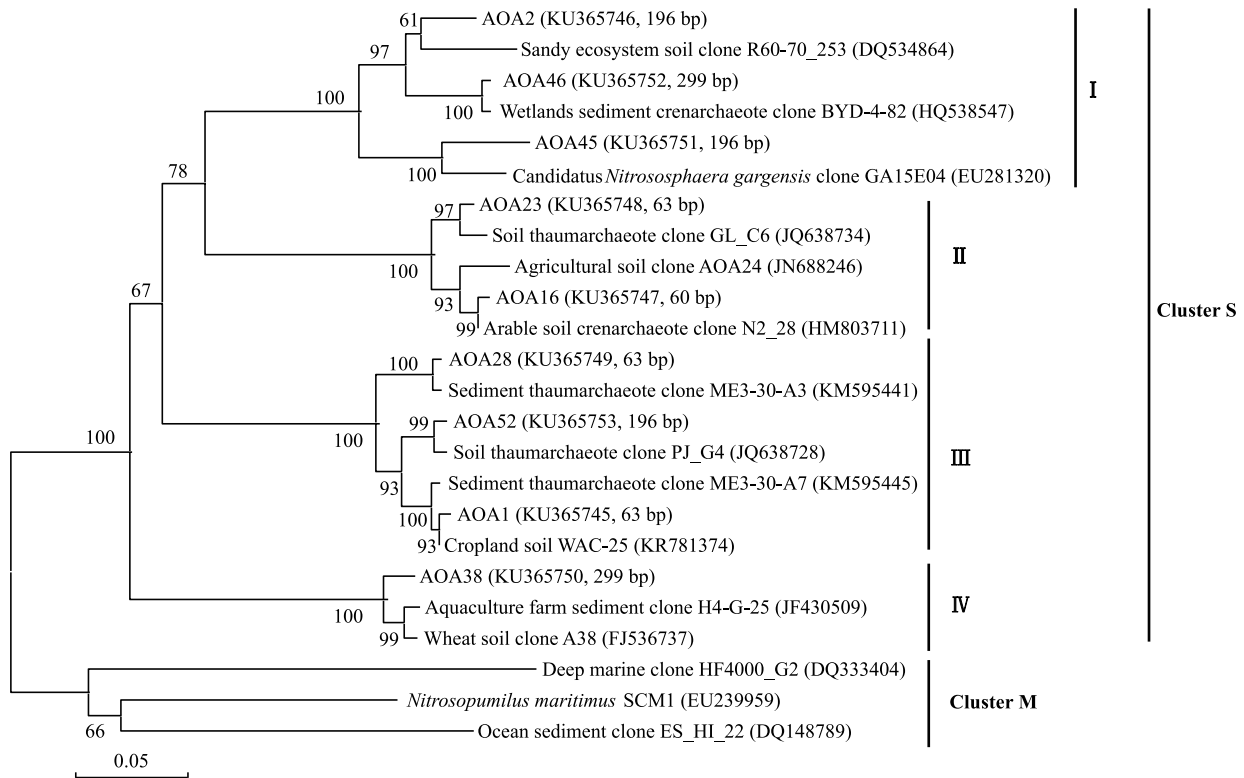 61
AOA2 (KU365746, 196 bp)
Sandy ecosystem soil clone R60-70_253 (DQ534864)
97
AOA46 (KU365752, 299 bp)
100
100
Wetlands sediment crenarchaeote clone BYD-4-82 (HQ538547)
I
AOA45 (KU365751, 196 bp)
100
Candidatus Nitrososphaera gargensis clone GA15E04 (EU281320)
78
97
AOA23 (KU365748, 63 bp)
Soil thaumarchaeote clone GL_C6 (JQ638734)
II
100
Agricultural soil clone AOA24 (JN688246)
67
93
AOA16 (KU365747, 60 bp)
99
Arable soil crenarchaeote clone N2_28 (HM803711)
Cluster S
100
AOA28 (KU365749, 63 bp)
Sediment thaumarchaeote clone ME3-30-A3 (KM595441)
99
AOA52 (KU365753, 196 bp)
100
100
Soil thaumarchaeote clone PJ_G4 (JQ638728)
III
93
Sediment thaumarchaeote clone ME3-30-A7 (KM595445)
100
AOA1 (KU365745, 63 bp)
93
Cropland soil WAC-25 (KR781374)
AOA38 (KU365750, 299 bp)
100
Aquaculture farm sediment clone H4-G-25 (JF430509)
IV
99
Wheat soil clone A38 (FJ536737)
Deep marine clone HF4000_G2 (DQ333404)
Nitrosopumilus maritimus SCM1 (EU239959)
Cluster M
66
Ocean sediment clone ES_HI_22 (DQ148789)
0.05